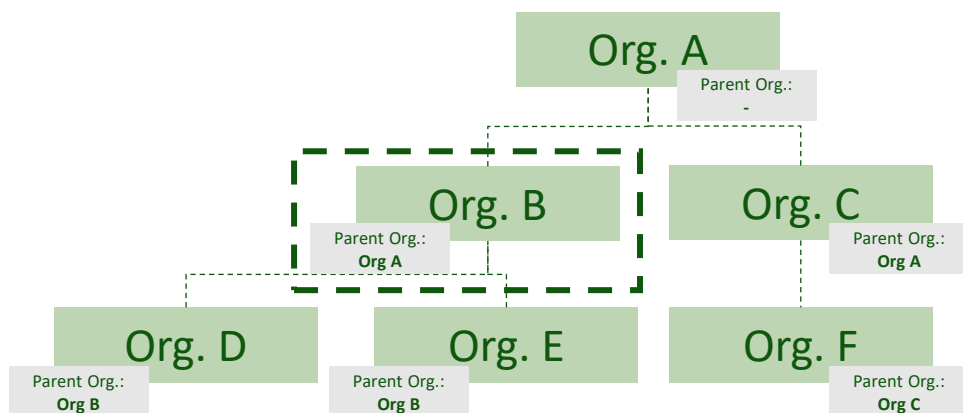 Org. A
Parent Org.:
-
Org. B
Parent Org.:
Org A
Org. C
Parent Org.:
Org A
Org. D
Parent Org.:
Org B
Org. E
Parent Org.:
Org B
Org. F
Parent Org.:
Org C